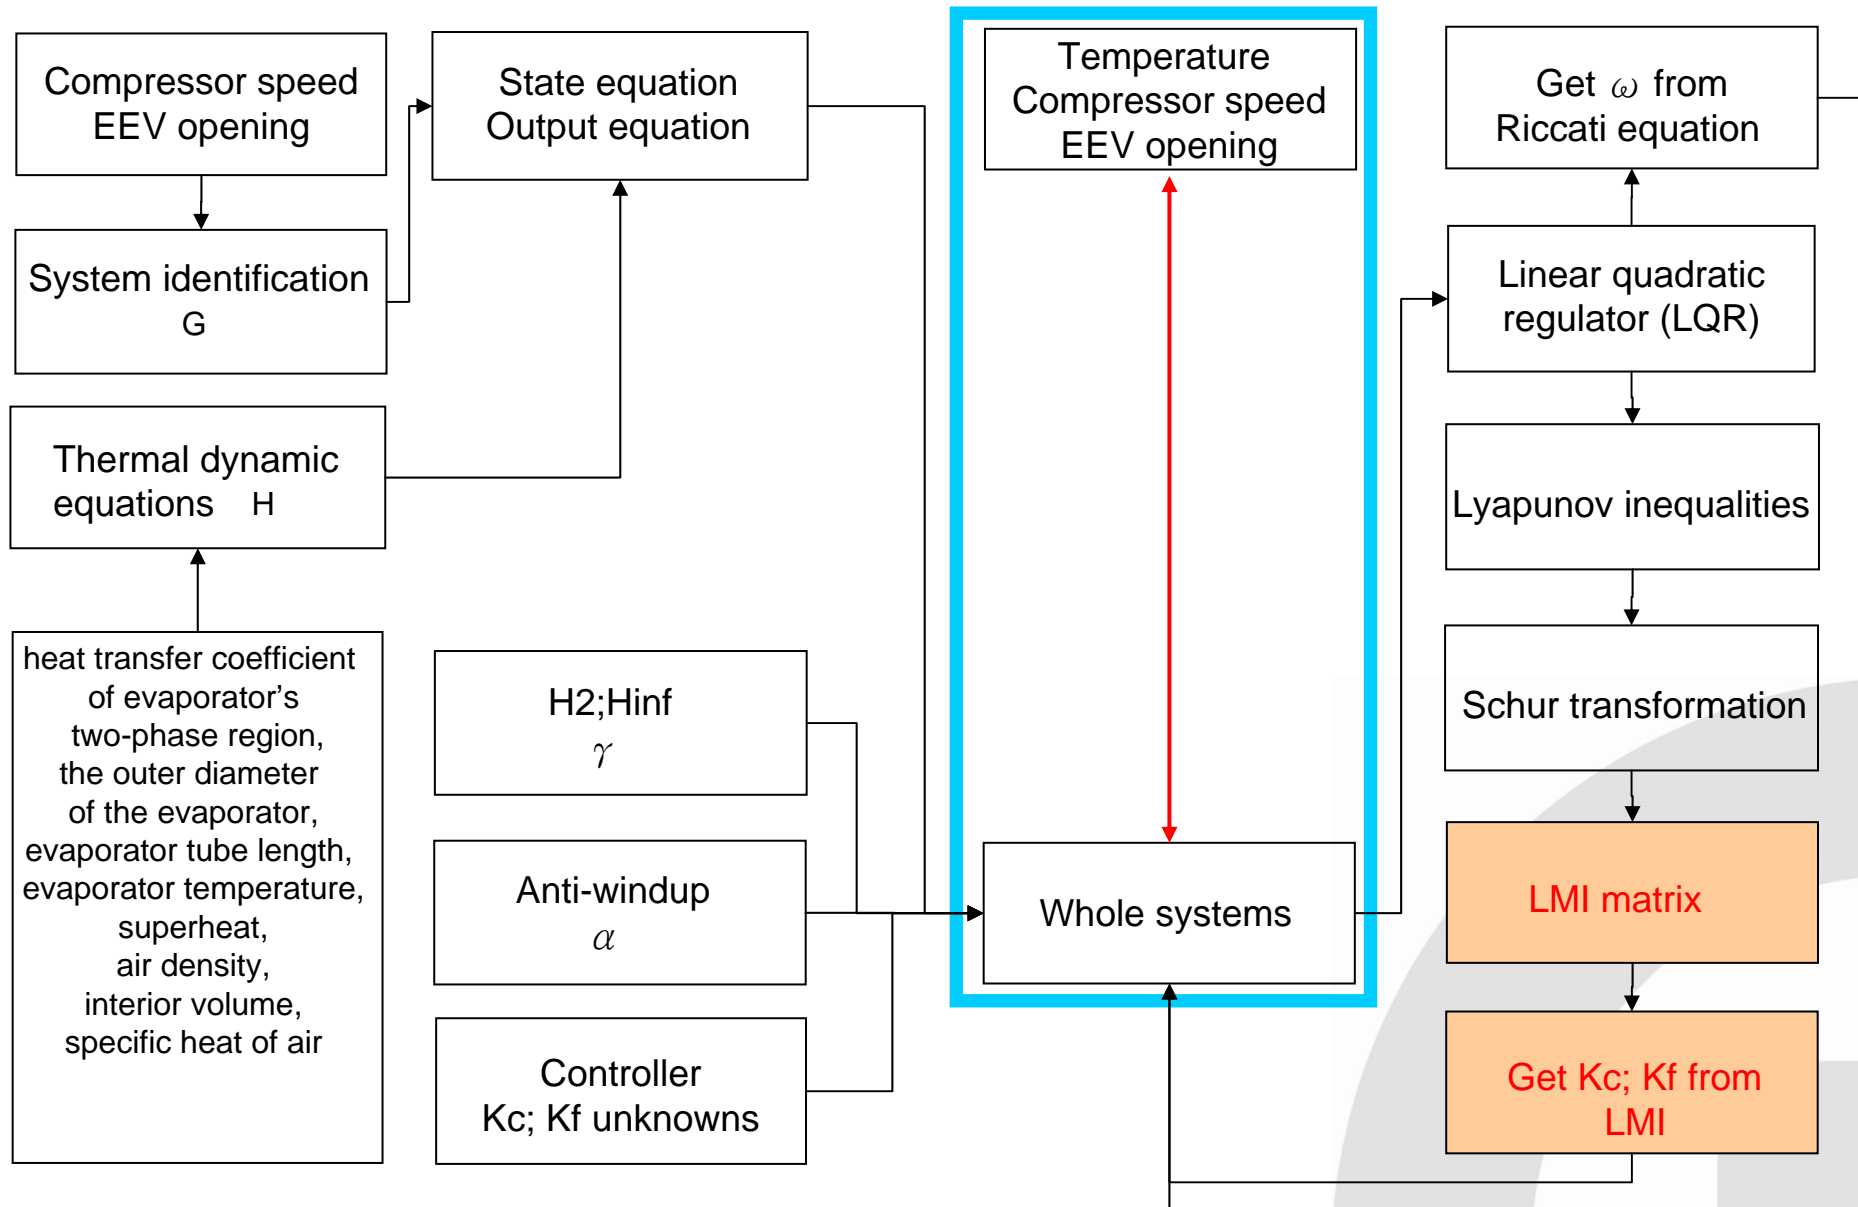 Compressor speed
EEV opening
System identification
G
Thermal dynamic
equations H
heat transfer coefficient
of evaporator’s
two-phase region,
the outer diameter
of the evaporator,
evaporator tube length,
evaporator temperature,
superheat,
air density,
interior volume,
specific heat of air
State equation
Output equation
H2;Hinf
γ
Anti-windup
α
Controller
Kc; Kf unknowns
Temperature
Compressor speed
EEV opening
Whole systems
Get ω from
Riccati equation
Linear quadratic
regulator (LQR)
Lyapunov inequalities
Schur transformation
LMI matrix
Get Kc; Kf from
LMI